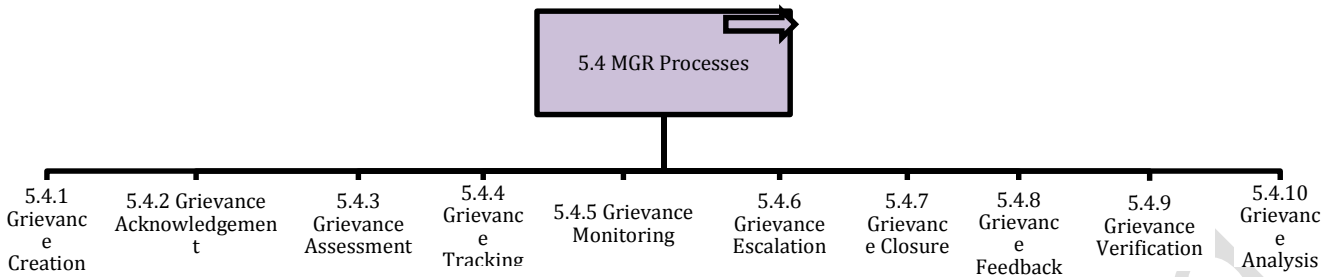 5.4 MGR Processes
5.4.1
Grievanc
e
Creation
5.4.2 Grievance
Acknowledgemen
t
5.4.3
Grievance
Assessment
5.4.4
Grievanc
e
Tracking
5.4.5 Grievance
Monitoring
5.4.6
Grievance
Escalation
5.4.7
Grievanc
e Closure
5.4.8
Grievanc
e
Feedback
5.4.9
Grievance
Verification
5.4.10
Grievanc
e
Analysis